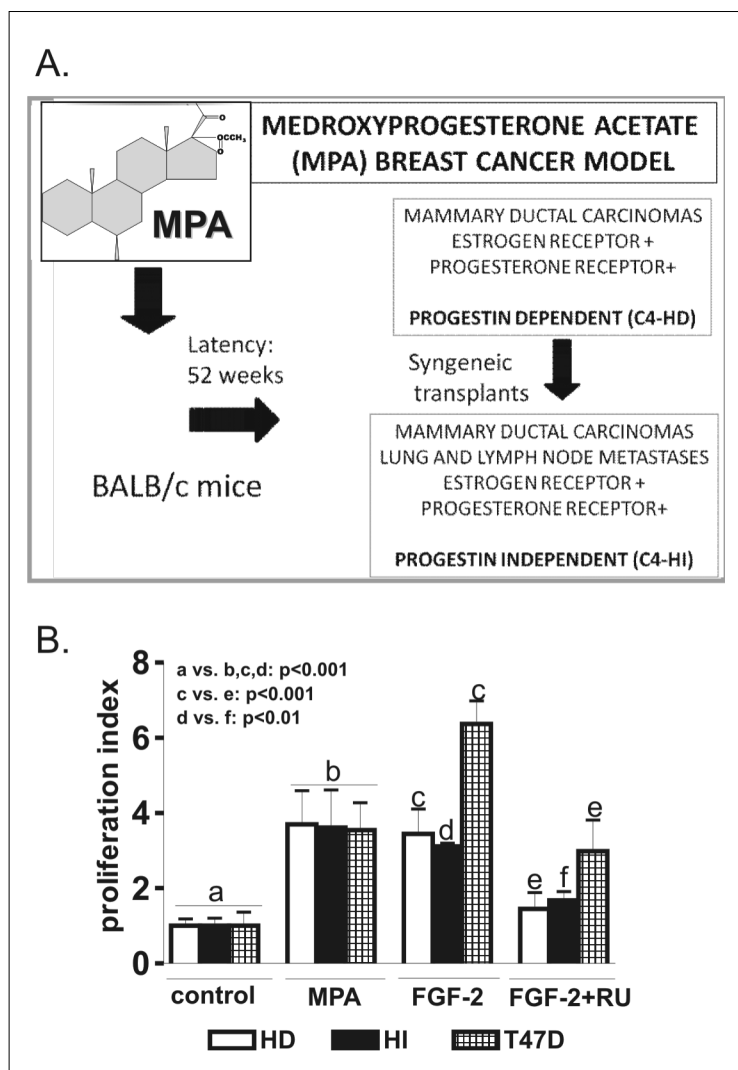 A.
MEDROXYPROGESTERONE ACETATE
(MPA) BREAST CANCER MODEL
O
OCCH3
O
O
MPA
MAMMARY DUCTAL CARCINOMAS
ESTROGEN RECEPTOR +
PROGESTERONE RECEPTOR+
PROGESTIN DEPENDENT (C4-HD)
Latency:
52 weeks
Syngeneic
transplants
BALB/c mice
MAMMARY DUCTAL CARCINOMAS
LUNG AND LYMPH NODE METASTASES
ESTROGEN RECEPTOR +
PROGESTERONE RECEPTOR+
PROGESTIN INDEPENDENT (C4-HI)
B.
proliferation index
8
6
4
2
0
a vs. b,c,d: p<0.001
c vs. e: p<0.001
d vs. f: p<0.01
a
b
c
d
c
e
f
e
control
MPA
FGF-2
FGF-2+RU
HD
HI
T47D